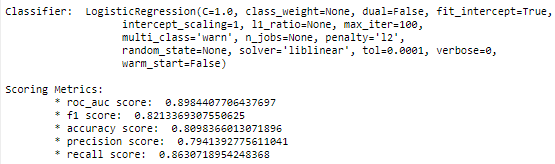 Classifier:  LogisticRegression(C=1.0, class_weight=None, dual=False, fit_intercept=True,
intercept_scaling=1, l1_ratio=None, max_iter=100,
multi_class='warn', n_jobs=None, penalty='l2',
random_state=None, solver='liblinear', tol=0.0001, verbose=0,
warm_start=False)
Scoring Metrics:
* roc_auc score:  0.8984407706437697
* f1 score:  0.8213369307550625
* accuracy score:  0.8098366013071896
* precision score:  0.7941392775611041
* recall score:  0.8630718954248368